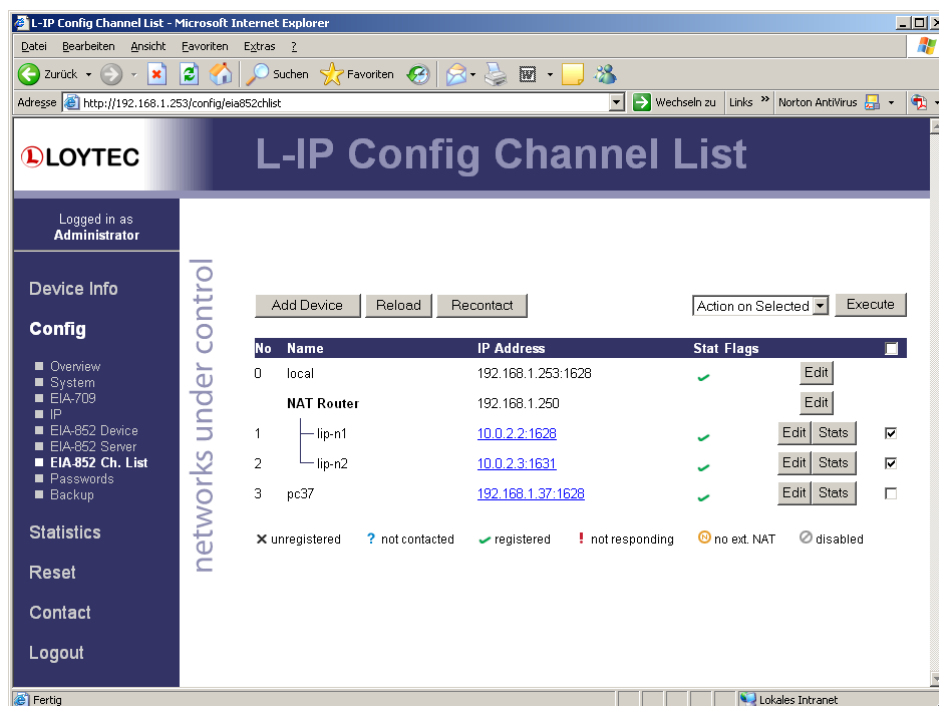 L-IP Config Channel List - Microsoft Internet Explorer
Datei Bearbeiten Ansicht Favoriten Extras ?
Zurück Suchen Favoriten
Adresse http://192.168.1.253/config/eia852chlist Wechseln zu Links » Norton AntiVirus
LOYTEC
L-IP Config Channel List
Logged in as
Administrator
Device Info
Config
Overview
System
EIA-709
IP
EIA-852 Device
EIA-852 Server
EIA-852 Ch. List
Passwords
Backup
Statistics
Reset
Contact
Logout
networks under control
Add Device Reload Recontact Action on Selected Execute
No Name IP Address Stat Flags
0 local 192.168.1.253:1628 Edit
NAT Router 192.168.1.250 Edit
1 lip-n1 10.0.2.2:1628 Edit Stats
2 lip-n2 10.0.2.3:1631 Edit Stats
3 pc37 192.168.1.37:1628 Edit Stats
unregistered ? not contacted registered ! not responding N no ext. NAT disabled
Fertig Lokales Intranet